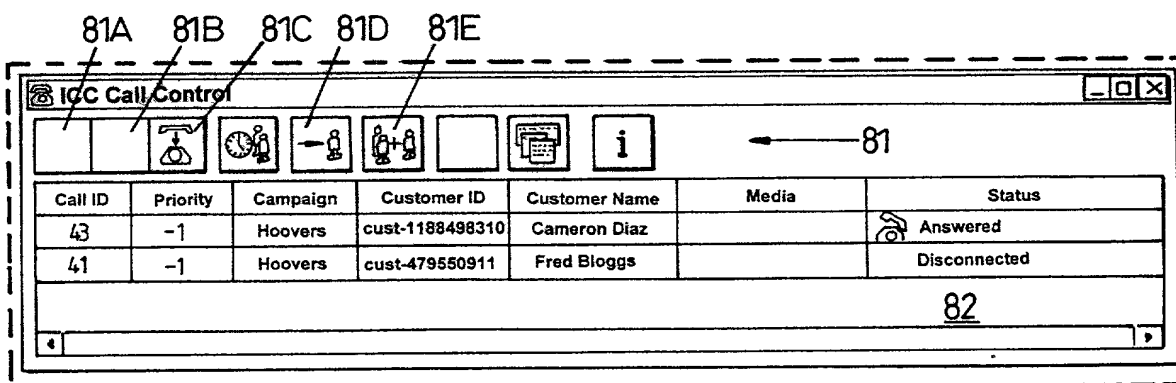 81A 81B 81C 81D 81E
ICC Call Control
i
81
Call ID Priority Campaign Customer ID Customer Name Media Status
43 -1 Hoovers cust-1188498310 Cameron Diaz Answered
41 -1 Hoovers cust-479550911 Fred Bloggs Disconnected
82